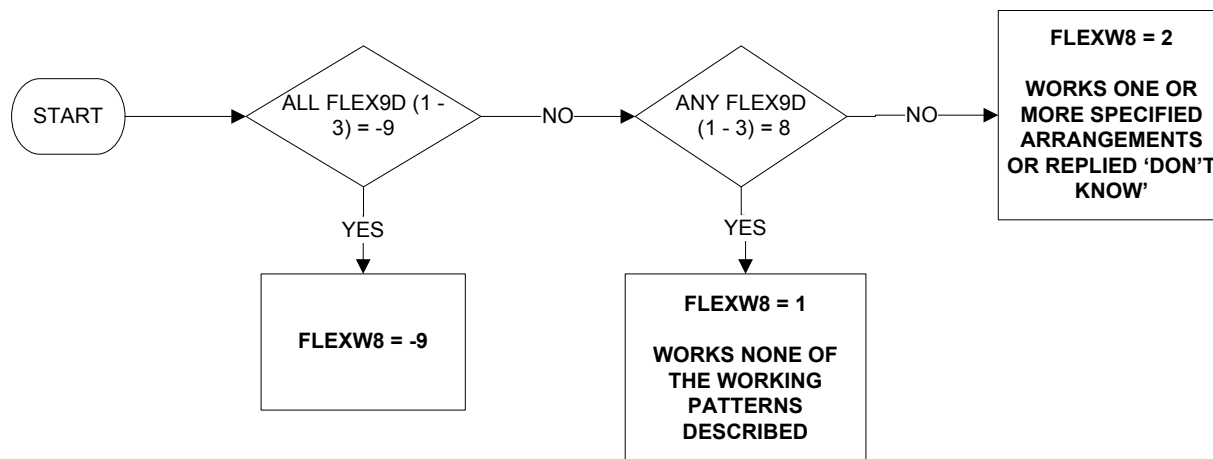 START
ALL FLEX9D (1 -
3) = -9
NO
ANY FLEX9D
(1 - 3) = 8
NO
FLEXW8 = 2
WORKS ONE OR
MORE SPECIFIED
ARRANGEMENTS
OR REPLIED ‘DON’T
KNOW’
YES
FLEXW8 = -9
YES
FLEXW8 = 1
WORKS NONE OF
THE WORKING
PATTERNS
DESCRIBED